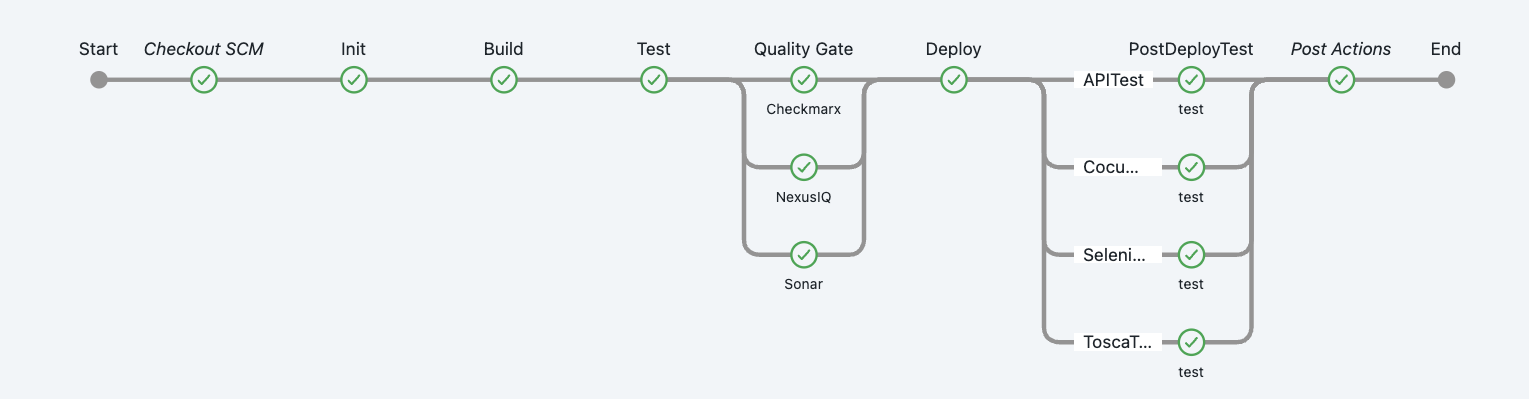 Start
Checkout SCM
Init
Build
Test
Quality Gate
Deploy
PostDeployTest
Post Actions
End
Checkmarx
NexusIQ
Sonar
APITest
test
Cocu...
test
Seleni...
test
ToscaT...
test